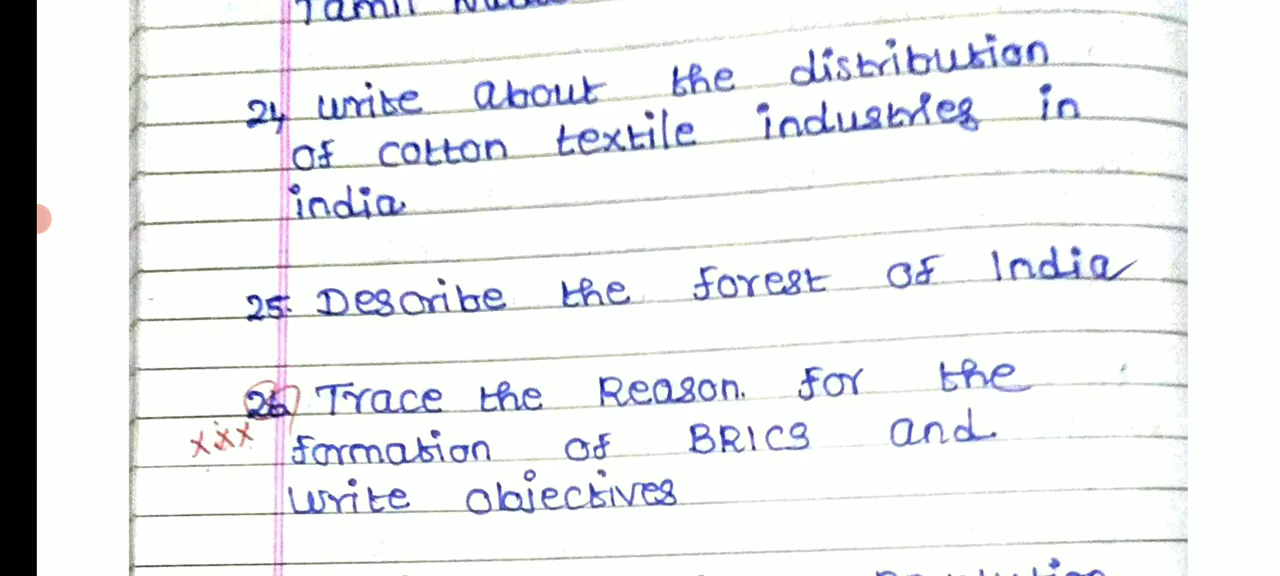 Tamil
24 write about the distribution
of cotton textile industries in
india
25. Describe the forest of India
26) Trace the Reason. for the
xxx formation of BRICS and
write objectives